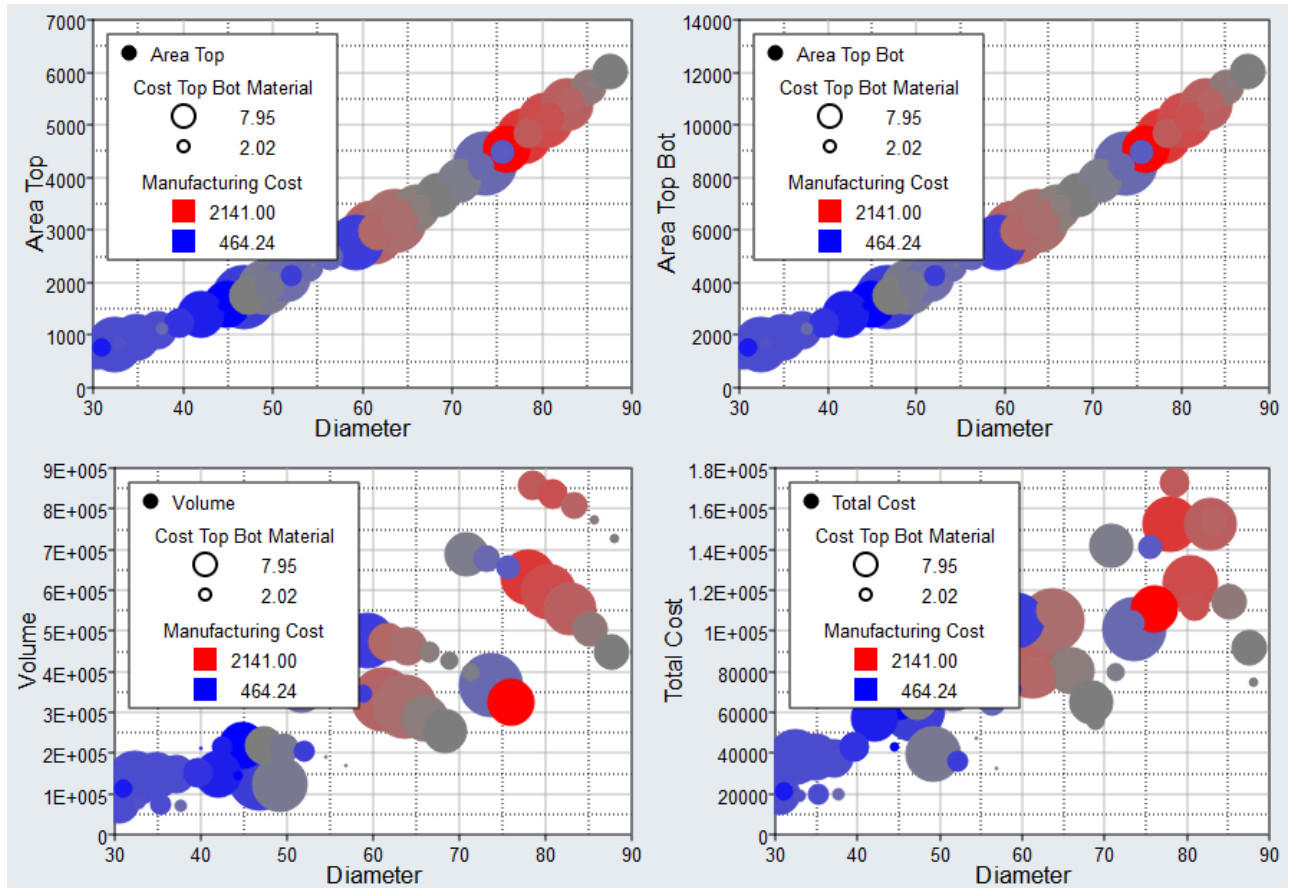 7000
6000
5000
4000
3000
2000
1000
0
Area Top
Area Top
Cost Top Bot Material
7.95
2.02
Manufacturing Cost
2141.00
464.24
30 40 50 60 70 80 90
Diameter
14000
12000
10000
8000
6000
4000
2000
0
Area Top Bot
Area Top Bot
Cost Top Bot Material
7.95
2.02
Manufacturing Cost
2141.00
464.24
30 40 50 60 70 80 90
Diameter
9E+005
8E+005
7E+005
6E+005
5E+005
4E+005
3E+005
2E+005
1E+005
0
Volume
Volume
Cost Top Bot Material
7.95
2.02
Manufacturing Cost
2141.00
464.24
30 40 50 60 70 80 90
Diameter
1.8E+005
1.6E+005
1.4E+005
1.2E+005
1E+005
80000
60000
40000
20000
0
Total Cost
Total Cost
Cost Top Bot Material
7.95
2.02
Manufacturing Cost
2141.00
464.24
30 40 50 60 70 80 90
Diameter